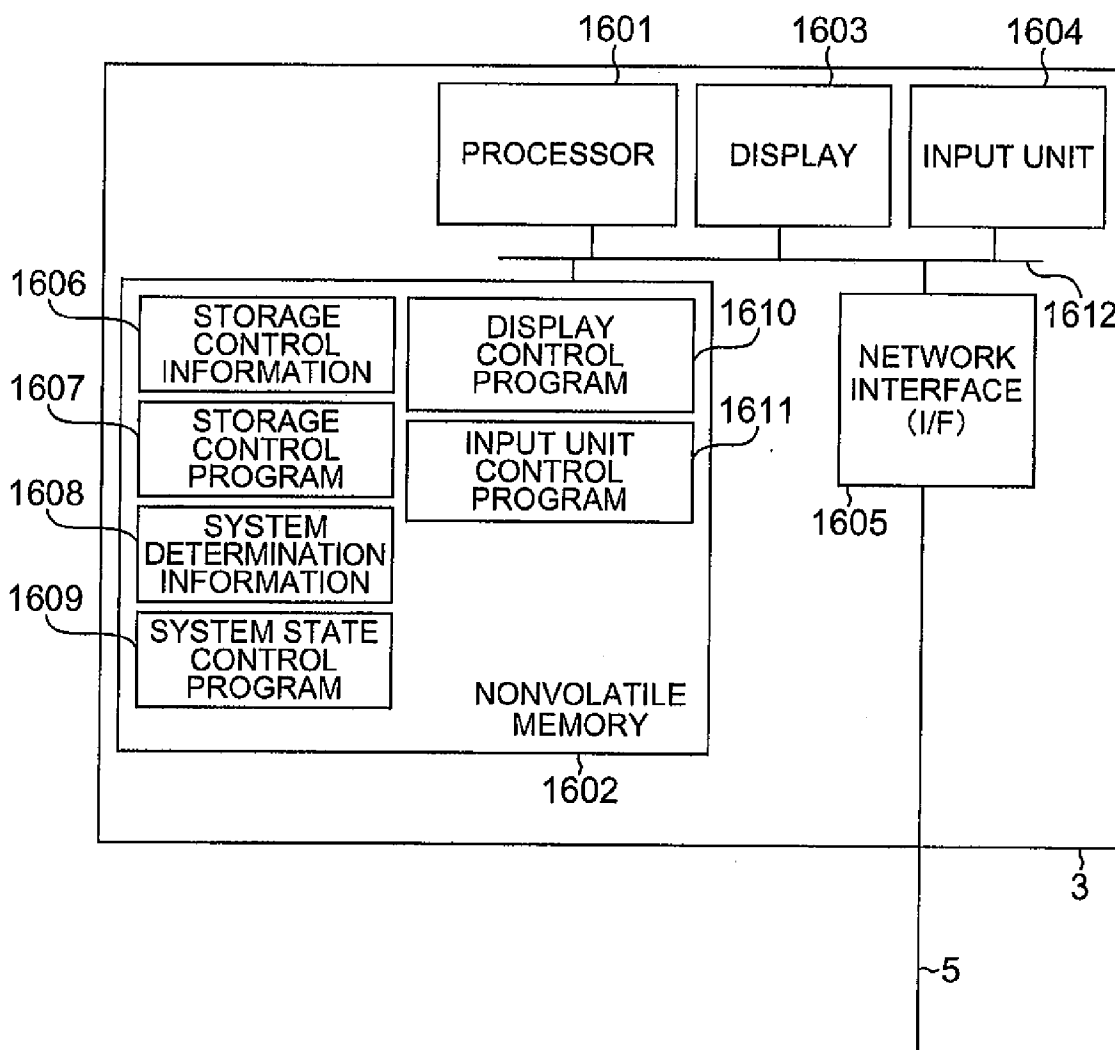 1601
1603
1604
PROCESSOR
DISPLAY
INPUT UNIT
1606
STORAGE
CONTROL
INFORMATION
1607
STORAGE
CONTROL
PROGRAM
1608
SYSTEM
DETERMINATION
INFORMATION
1609
SYSTEM STATE
CONTROL
PROGRAM
DISPLAY
CONTROL
PROGRAM
1610
INPUT UNIT
CONTROL
PROGRAM
1611
NONVOLATILE
MEMORY
1602
1612
NETWORK
INTERFACE
(I/F)
1605
3
5